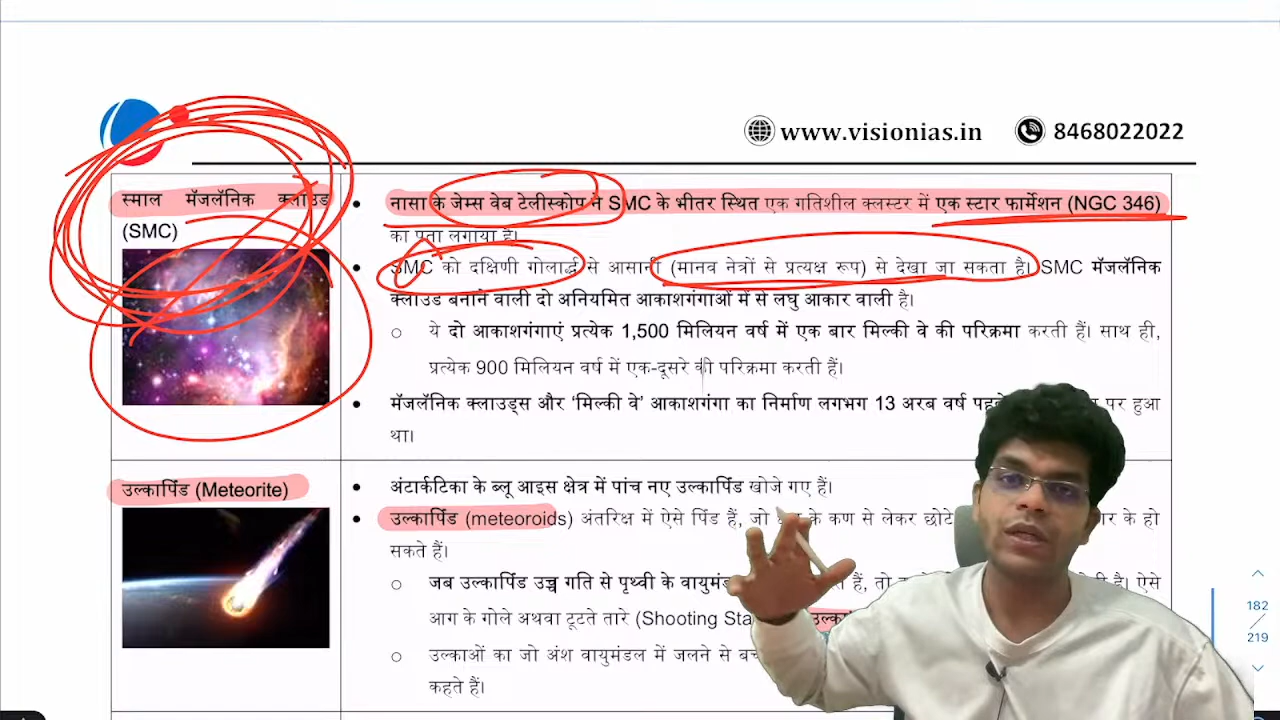 www.visionias.in 8468022022
स्माल मॅजलॅनिक क्लाउड
(SMC)
• नासा के जेम्स वेब टेलीस्कोप ने SMC के भीतर स्थित एक गतिशील क्लस्टर में एक स्टार फार्मेशन (NGC 346)
का पता लगाया है।
• SMC को दक्षिणी गोलार्द्ध से आसानी (मानव नेत्रों से प्रत्यक्ष रूप) से देखा जा सकता है। SMC मॅजलॅनिक
क्लाउड बनाने वाली दो अनियमित आकाशगंगाओं में से लघु आकार वाली है।
o ये दो आकाशगंगाएं प्रत्येक 1,500 मिलियन वर्ष में एक बार मिल्की वे की परिक्रमा करती हैं। साथ ही,
प्रत्येक 900 मिलियन वर्ष में एक-दूसरे की परिक्रमा करती हैं।
• मॅजलॅनिक क्लाउड्स और ‘मिल्की वे’ आकाशगंगा का निर्माण लगभग 13 अरब वर्ष पर हुआ
था।
उल्कापिंड (Meteorite)
• अंटार्कटिका के ब्लू आइस क्षेत्र में पांच नए उल्कापिंड खोजे गए हैं।
• उल्कापिंड (meteoroids) अंतरिक्ष में ऐसे पिंड हैं, जो के कण से लेकर छोटे के हो
सकते हैं।
o जब उल्कापिंड उच्च गति से पृथ्वी के हैं, तो है। ऐसे
आग के गोले अथवा टूटते तारे (Shooting
o उल्काओं का जो अंश वायुमंडल में जलने से
कहते हैं।
182
219